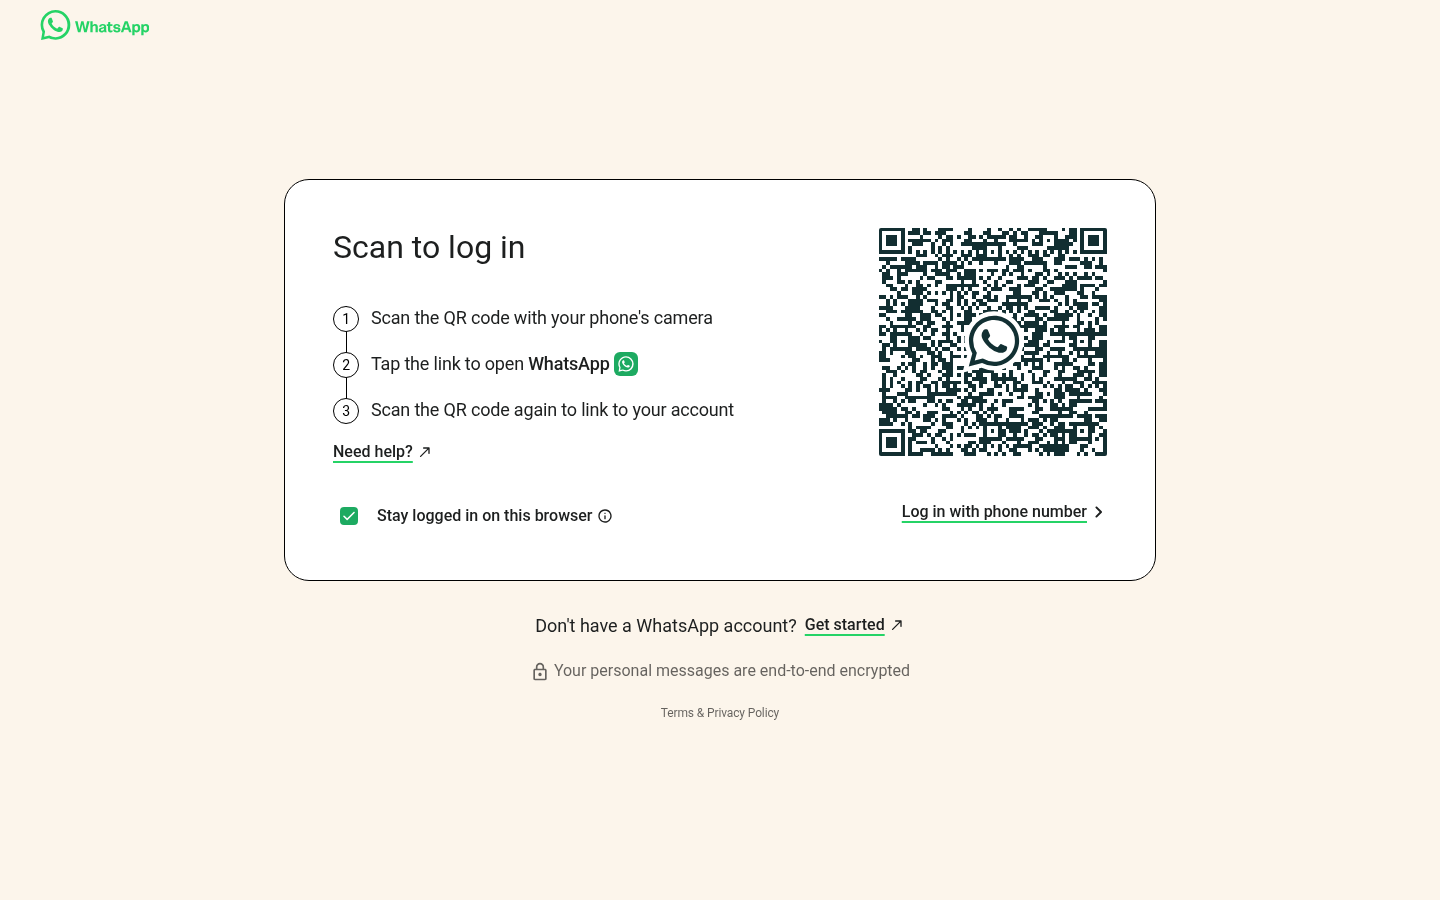 WhatsApp
Scan to log in
1 Scan the QR code with your phone's camera
2 Tap the link to open WhatsApp
3 Scan the QR code again to link to your account
Need help?
Stay logged in on this browser
Log in with phone number
Don't have a WhatsApp account? Get started
Your personal messages are end-to-end encrypted
Terms & Privacy Policy